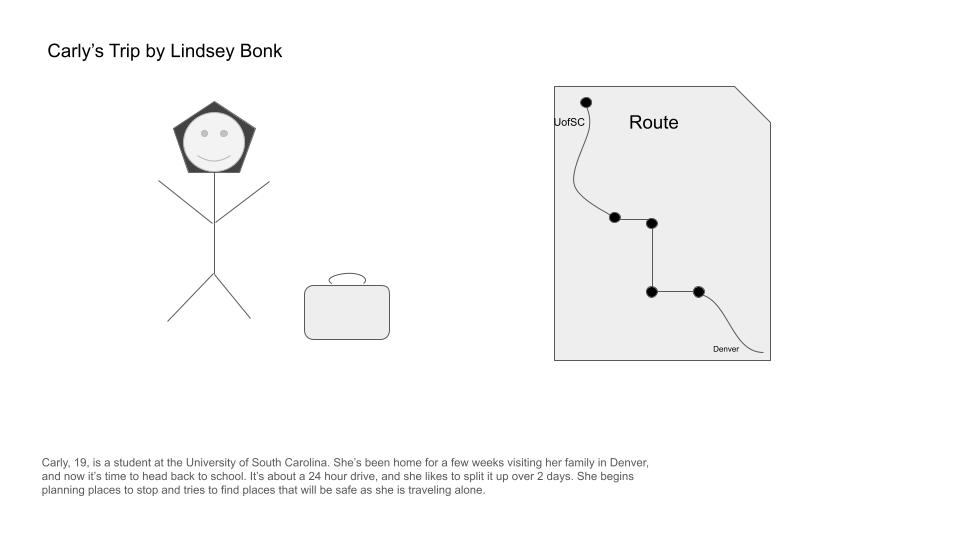 Carly’s Trip by Lindsey Bonk
UofSC
Route
Denver
Carly, 19, is a student at the University of South Carolina. She’s been home for a few weeks visiting her family in Denver,
and now it’s time to head back to school. It’s about a 24 hour drive, and she likes to split it up over 2 days. She begins
planning places to stop and tries to find places that will be safe as she is traveling alone.